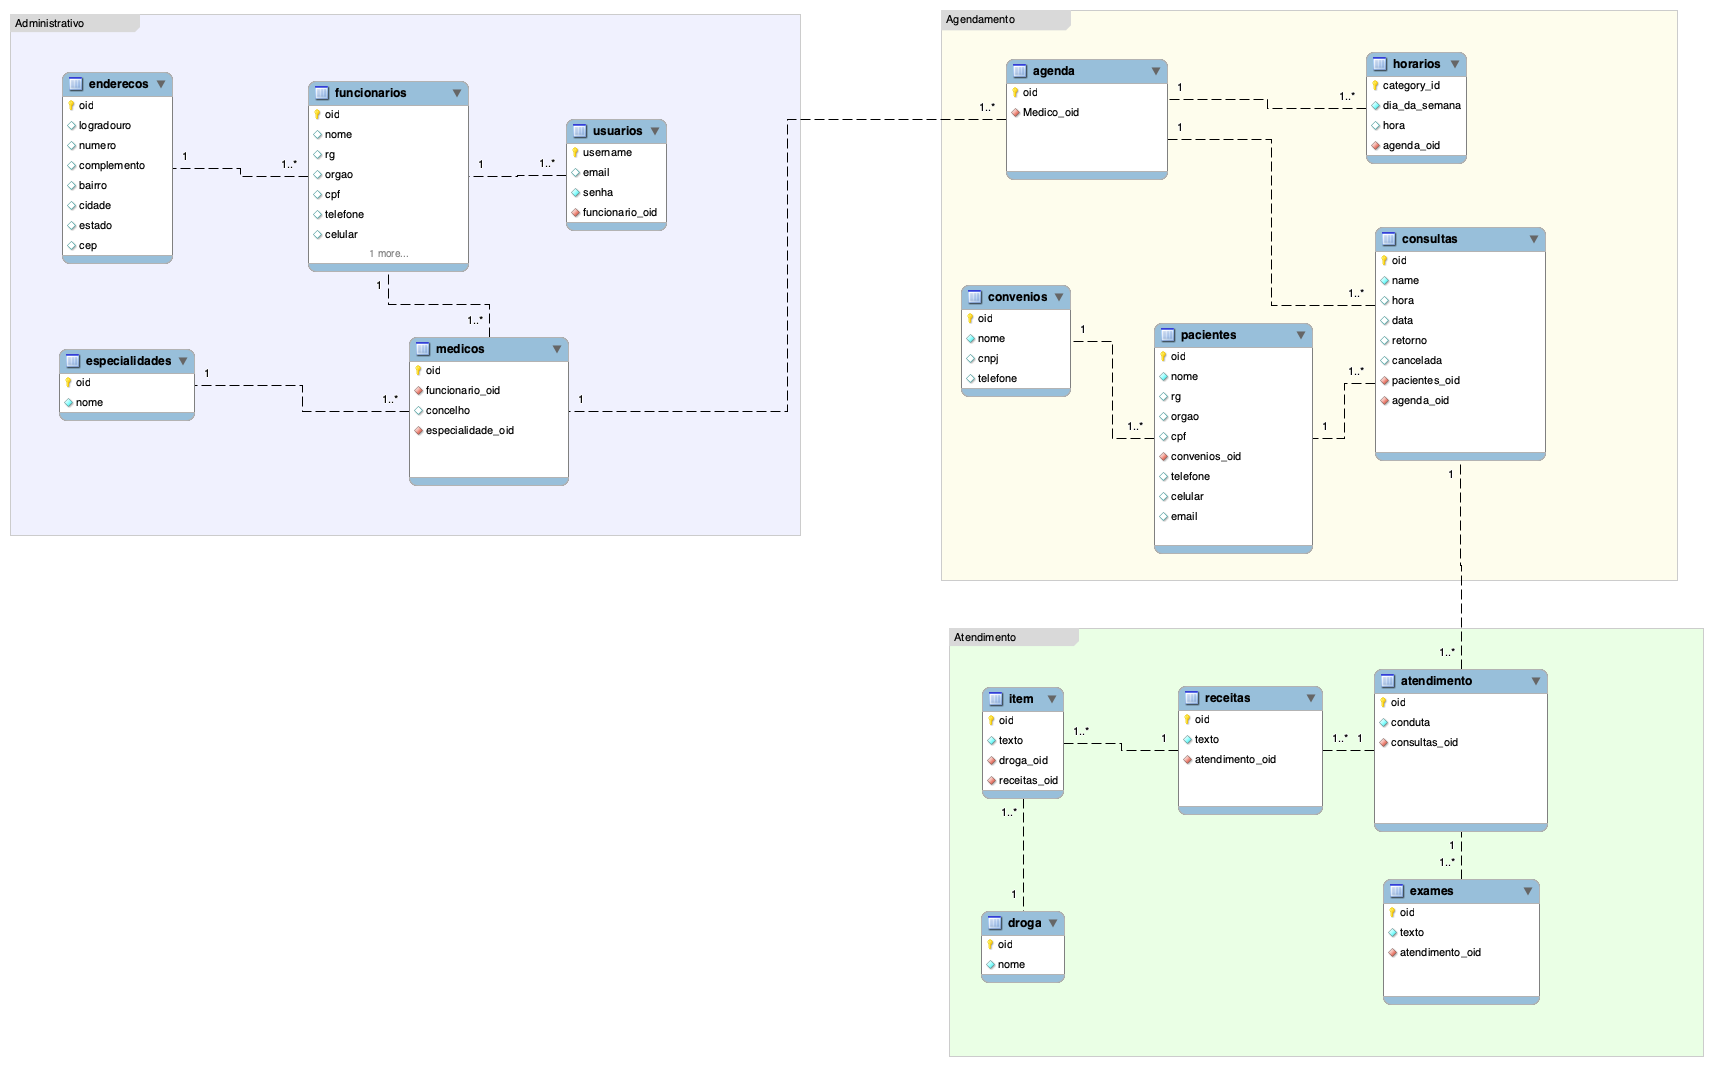 Administrativo
enderecos
oid
logradouro
numero
complemento
bairro
cidade
estado
cep
1
1..*
funcionarios
oid
nome
rg
orgao
cpf
telefone
celular
1 more...
1
1..*
usuarios
username
email
senha
funcionario_oid
1
1..*
especialidades
oid
nome
1
1..*
medicos
oid
funcionario_oid
concelho
especialidade_oid
1
1..*
Agendamento
agenda
oid
Medico_oid
1
1..*
1
1..*
horarios
category_id
dia_da_semana
hora
agenda_oid
consultas
oid
name
hora
data
retorno
cancelada
pacientes_oid
agenda_oid
convenios
oid
nome
cnpj
telefone
1
1..*
pacientes
oid
nome
rg
orgao
cpf
convenios_oid
telefone
celular
email
1
1..*
1
1..*
Atendimento
item
oid
texto
droga_oid
receitas_oid
1..*
1
receitas
oid
texto
atendimento_oid
1..*
1
atendimento
oid
conduta
consultas_oid
1..*
1
droga
oid
nome
1
1..*
exames
oid
texto
atendimento_oid